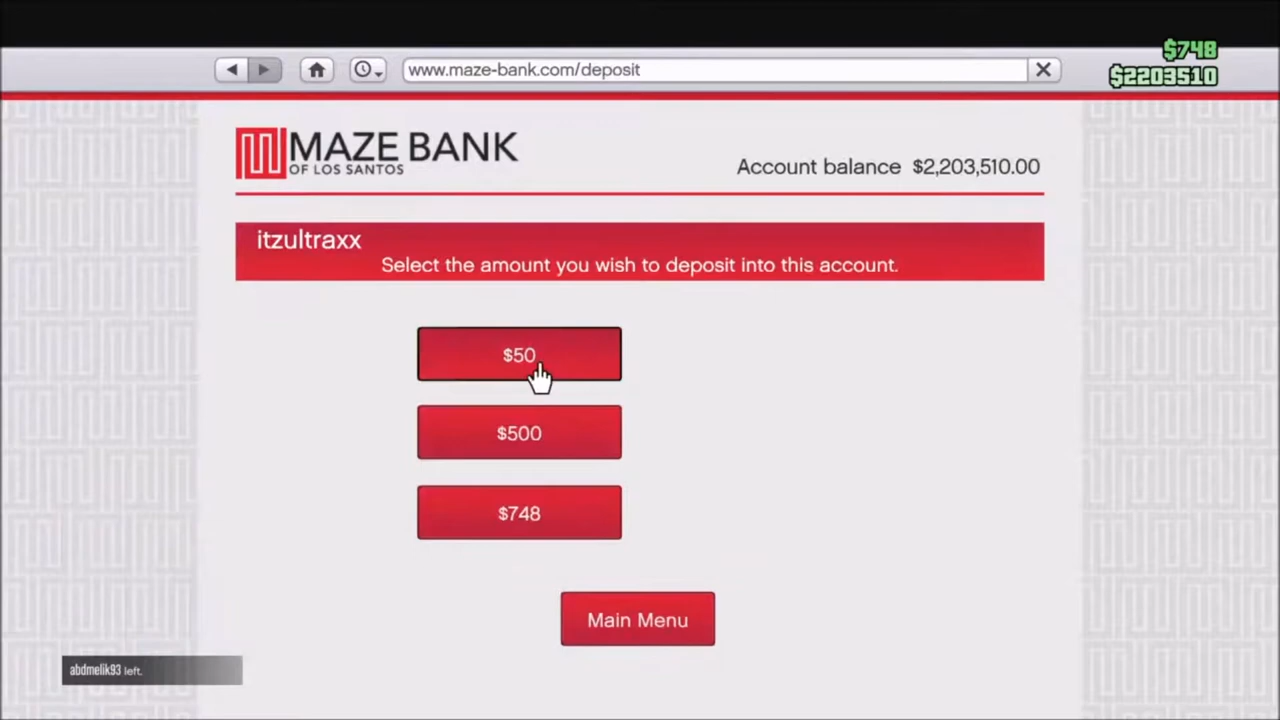 www.maze-bank.com/deposit
$748
$2203510
MAZE BANK
OF LOS SANTOS
Account balance $2,203,510.00
itzultraxx
Select the amount you wish to deposit into this account.
$50
$500
$748
Main Menu
abdmelik93 left.